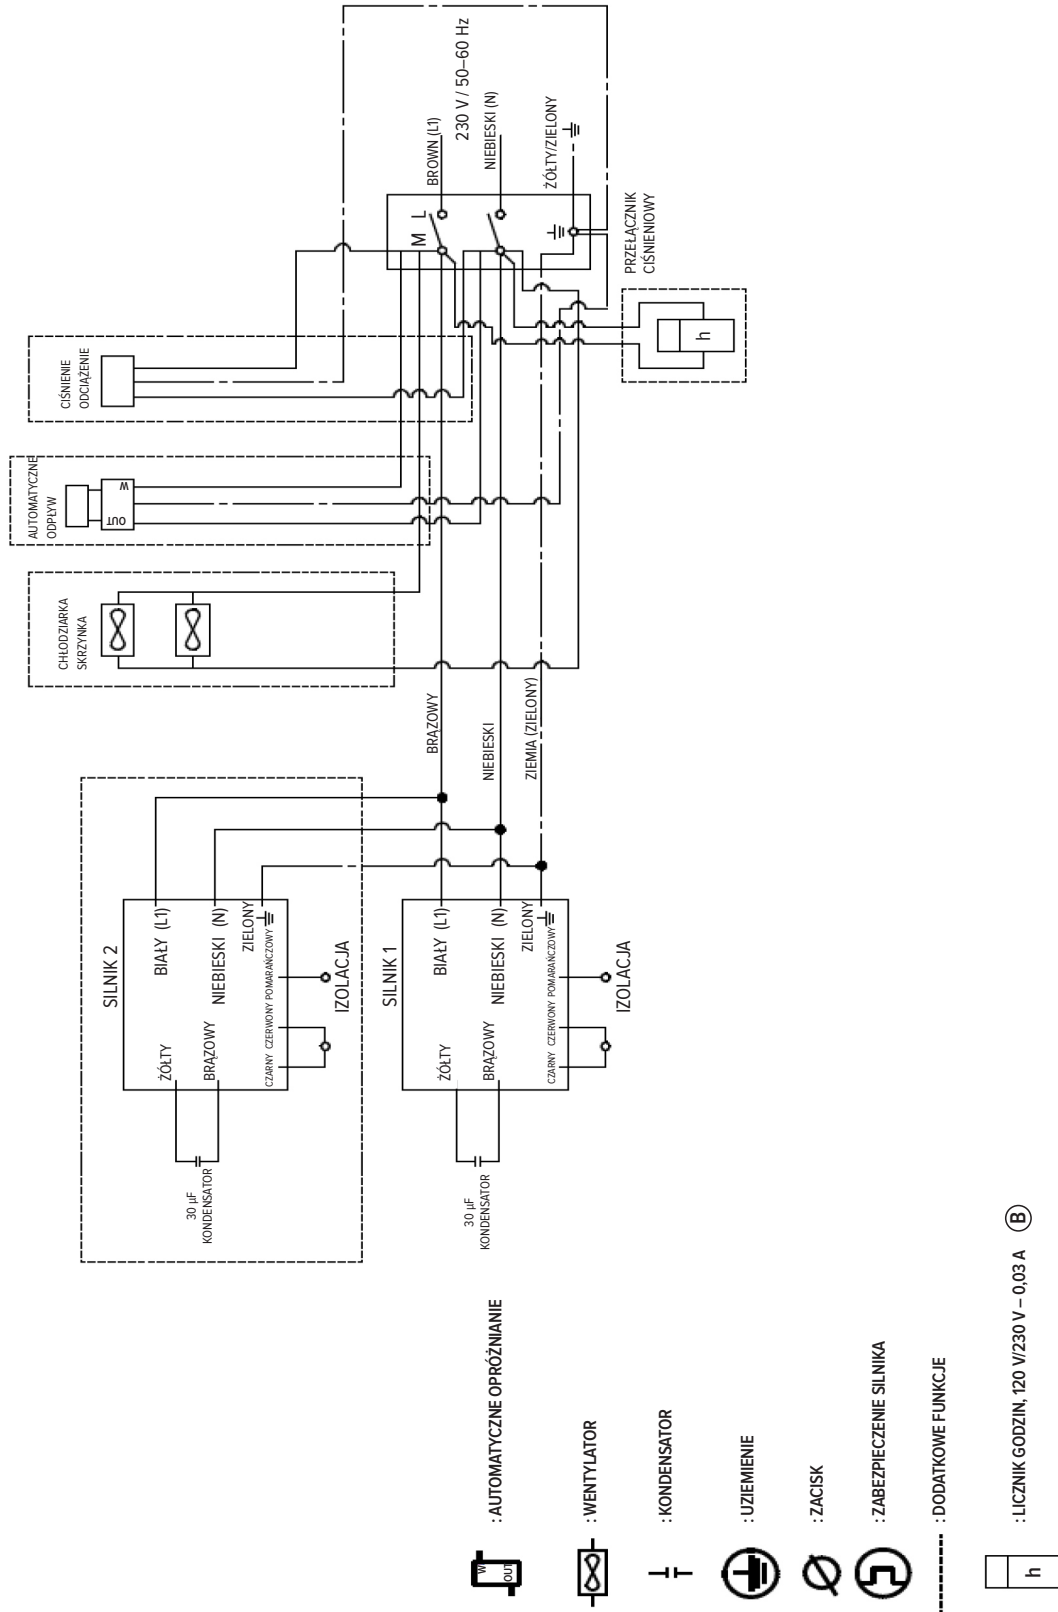 230 V / 50–60 Hz
BROWN (L1)
NIEBIESKI (N)
ŻÓŁTY/ZIELONY
M L
PRZEŁĄCZNIK
CIŚNIENIOWY
h
CIŚNIENIE
ODCIĄŻENIE
AUTOMATYCZNE
ODPŁYW
W
OUT
CHŁODZIARKA
SKRZYNKA
BRĄZOWY
NIEBIESKI
ZIEMIA (ZIELONY)
SILNIK 2
BIAŁY (L1)
NIEBIESKI (N)
ZIELONY
ŻÓŁTY
BRĄZOWY
CZARNY CZERWONY POMARAŃCZOWY
IZOLACJA
30 µF
KONDENSATOR
SILNIK 1
BIAŁY (L1)
NIEBIESKI (N)
ZIELONY
ŻÓŁTY
BRĄZOWY
CZARNY CZERWONY POMARAŃCZOWY
IZOLACJA
30 µF
KONDENSATOR
W
OUT
: AUTOMATYCZNE OPRÓŻNIANIE
: WENTYLATOR
: KONDENSATOR
: UZIEMIENIE
: ZACISK
: ZABEZPIECZENIE SILNIKA
: DODATKOWE FUNKCJE
h
: LICZNIK GODZIN, 120 V/230 V – 0,03 A B